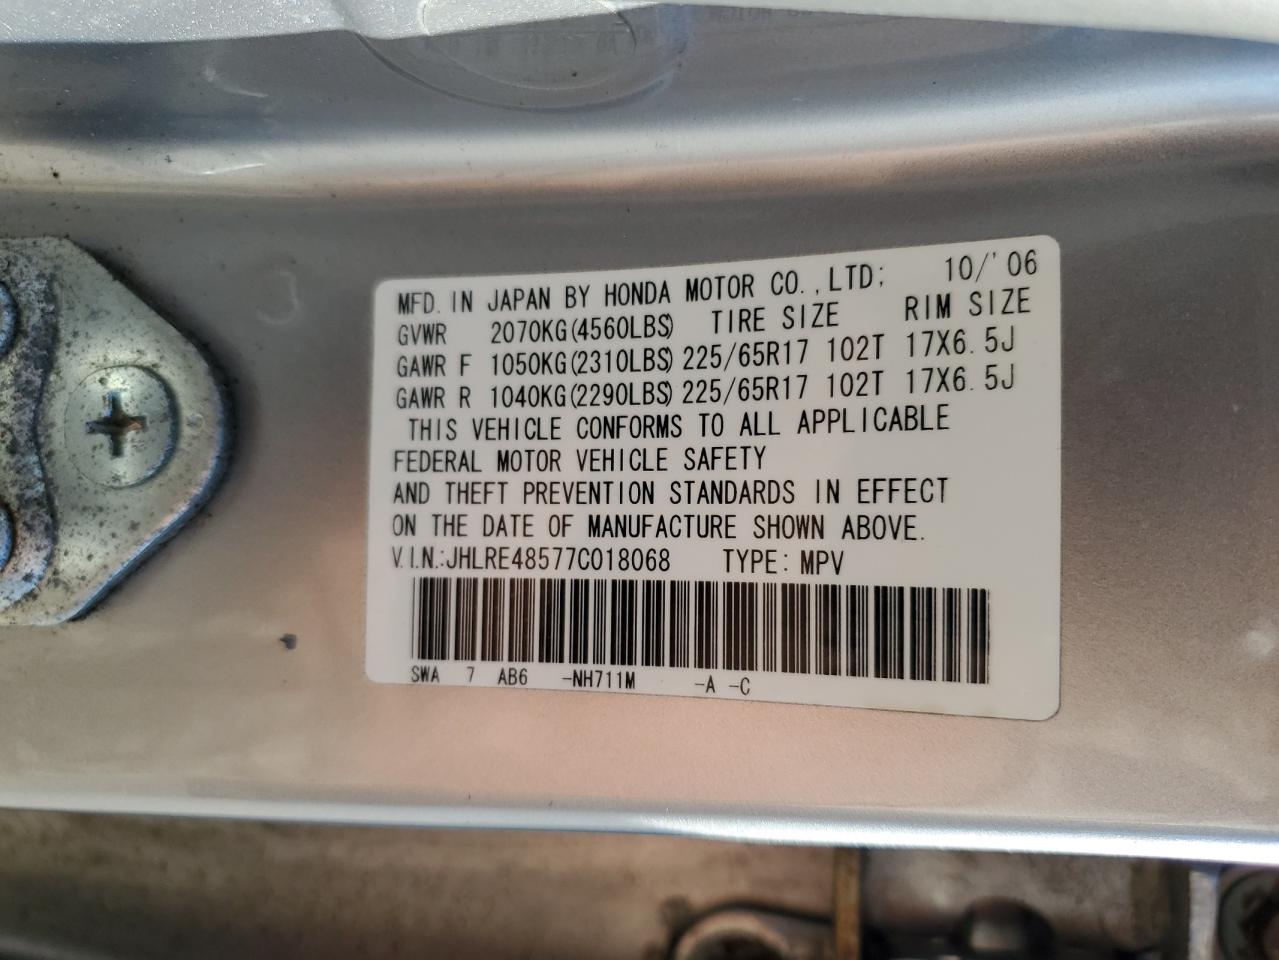 MFD. IN JAPAN BY HONDA MOTOR CO., LTD; 10/'06
GVWR 2070KG(4560LBS) TIRE SIZE RIM SIZE
GAWR F 1050KG(2310LBS) 225/65R17 102T 17X6.5J
GAWR R 1040KG(2290LBS) 225/65R17 102T 17X6.5J
THIS VEHICLE CONFORMS TO ALL APPLICABLE
FEDERAL MOTOR VEHICLE SAFETY
AND THEFT PREVENTION STANDARDS IN EFFECT
ON THE DATE OF MANUFACTURE SHOWN ABOVE.
V.I.N.:JHLRE48577C018068 TYPE: MPV
SWA 7 AB6 -NH711M -A -C